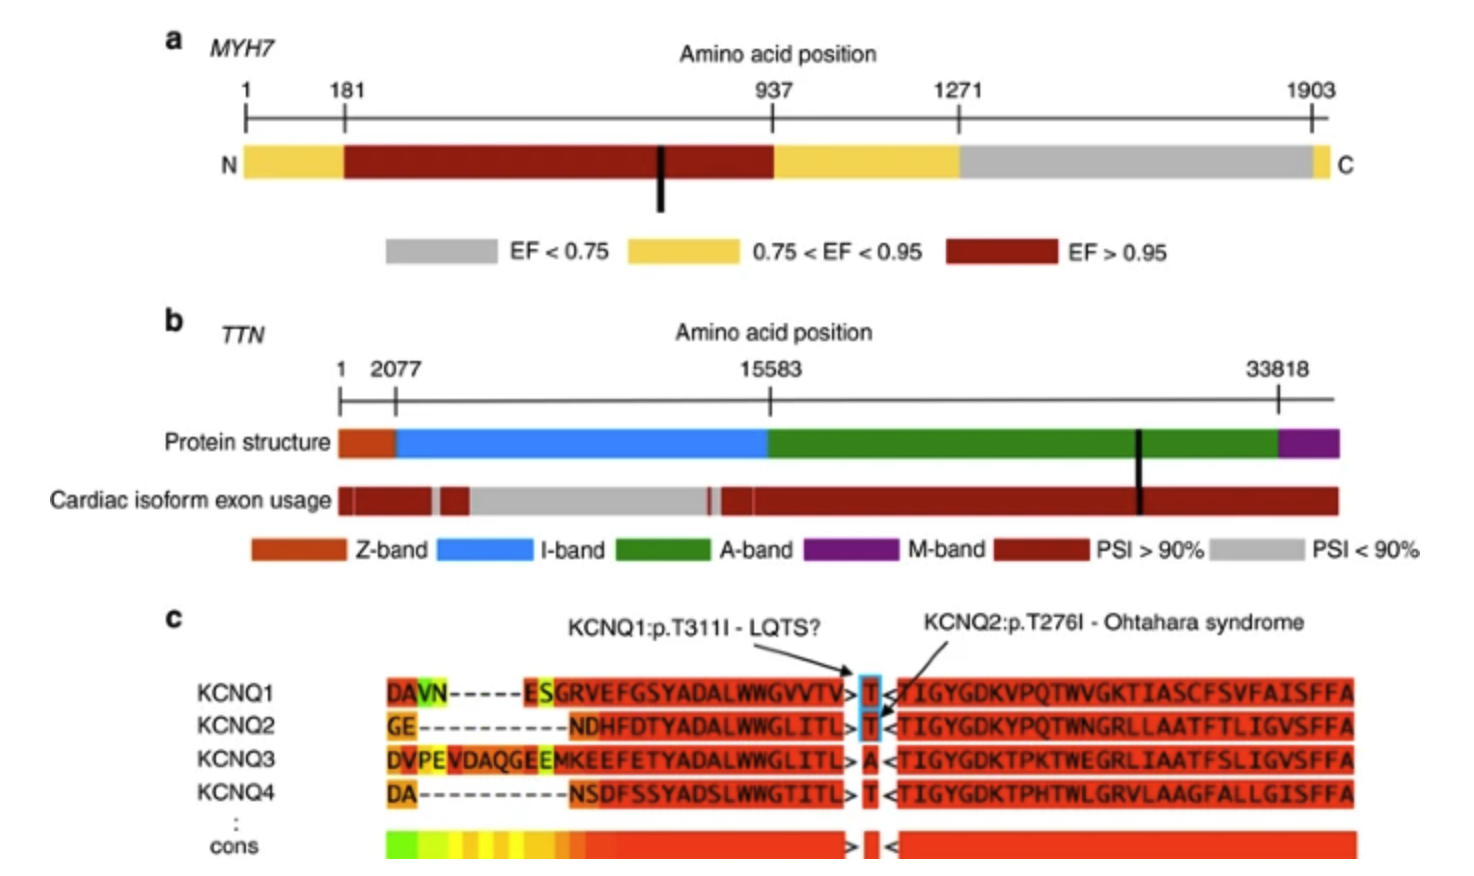 a
MYH7
Amino acid position
1 181 937 1271 1903
N C
EF < 0.75 0.75 < EF < 0.95 EF > 0.95
b
TTN
Amino acid position
1 2077 15583 33818
Protein structure
Cardiac isoform exon usage
Z-band I-band A-band M-band PSI > 90% PSI < 90%
c
KCNQ1:p.T311I - LQTS? KCNQ2:p.T276I - Ohtahara syndrome
KCNQ1 DAVN-----ESGRVEFGSYADALWWGVVTV> T <TIGYGDKVPQTWVGKTIASCFSVFAISFFA
KCNQ2 GE----------NDHFDTYADALWWGLITL> T <TIGYGDKYPQTWNGRLLAATFTLIGVSFFA
KCNQ3 DVPEVDAQGEEMKEEFETYADALWWGLITL> A <TIGYGDKTPKTWEGRLIAATFSLIGVSFFA
KCNQ4 DA----------NSDFSSYADSLWWGTITL> T <TIGYGDKTPHTWLGRVLAAGFALLGISFFA
:
cons > <